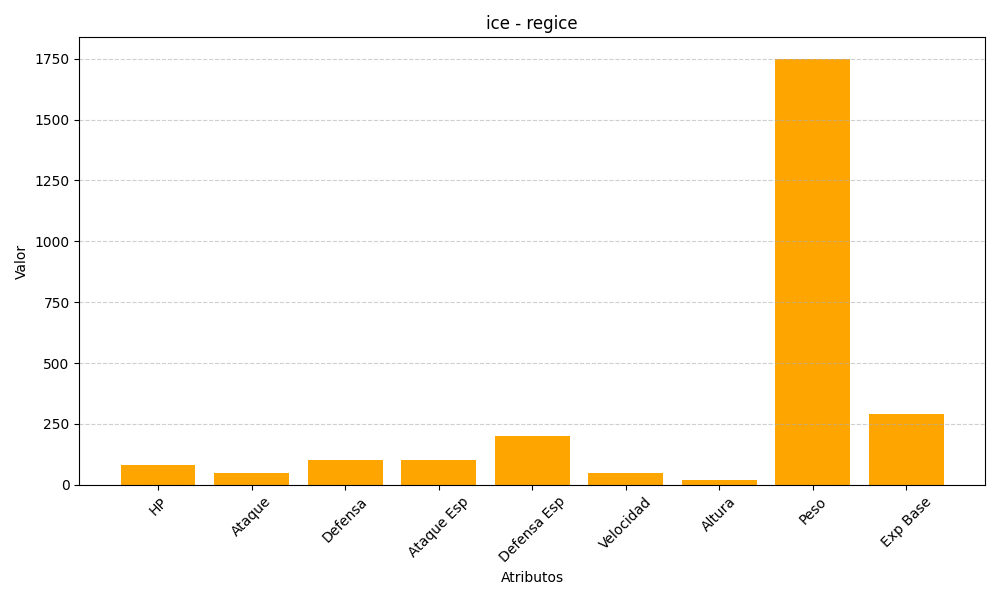 ice - regice
Valor
1750
1500
1250
1000
750
500
250
0
HP
Ataque
Defensa
Ataque Esp
Defensa Esp
Velocidad
Altura
Peso
Exp Base
Atributos